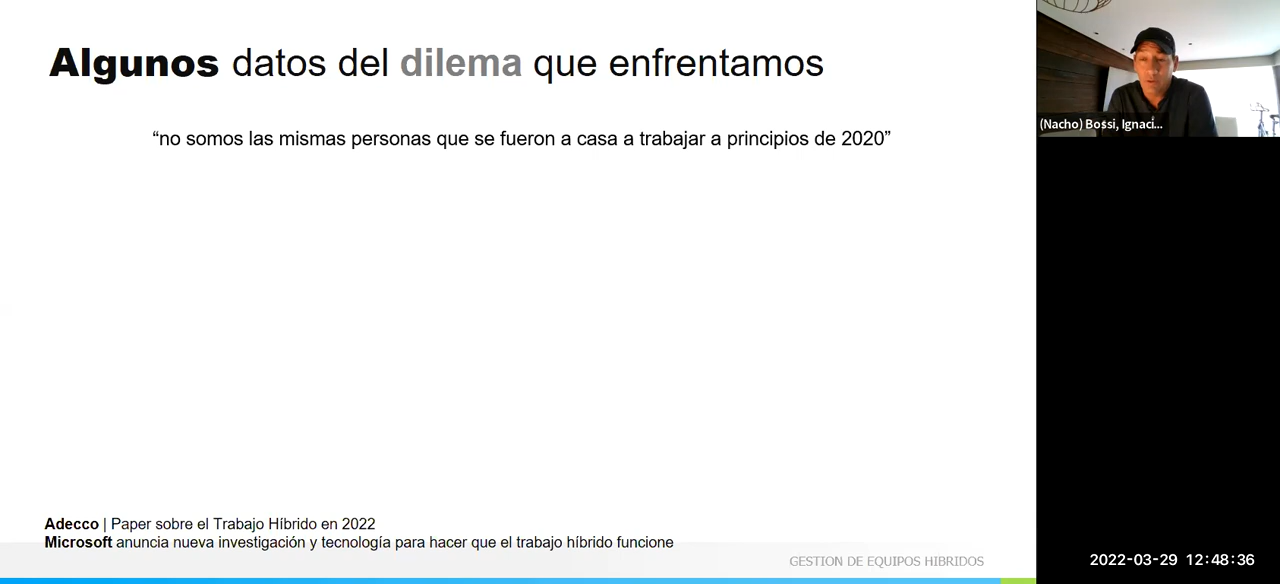 Algunos datos del dilema que enfrentamos
“no somos las mismas personas que se fueron a casa a trabajar a principios de 2020”
Adecco | Paper sobre el Trabajo Híbrido en 2022
Microsoft anuncia nueva investigación y tecnología para hacer que el trabajo híbrido funcione
GESTION DE EQUIPOS HIBRIDOS
(Nacho) Bossi, Ignaci...
2022-03-29 12:48:36